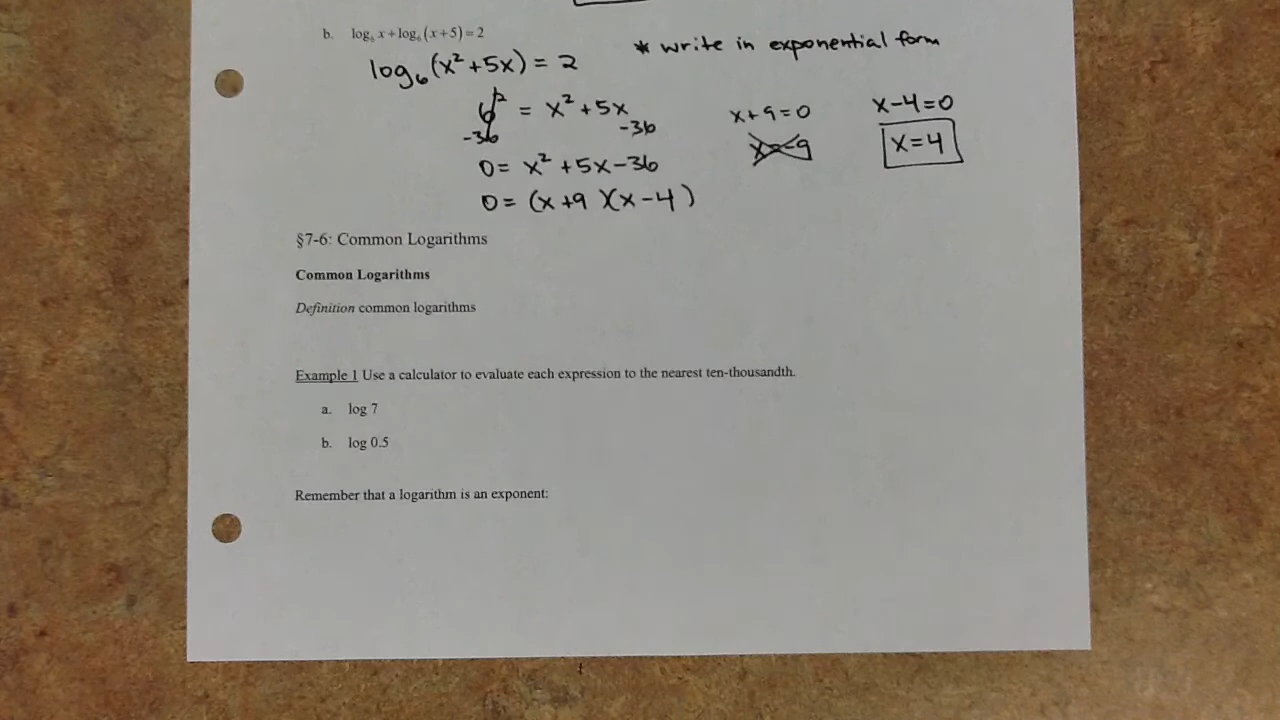 b. log₆ x + log₆ (x + 5) = 2
* write in exponential form
log₆ (x² + 5x) = 2
6² = x² + 5x
-36 -36
0 = x² + 5x - 36
0 = (x + 9)(x - 4)
x + 9 = 0
x = -9
x - 4 = 0
x = 4
§7-6: Common Logarithms
Common Logarithms
Definition common logarithms
Example 1 Use a calculator to evaluate each expression to the nearest ten-thousandth.
a. log 7
b. log 0.5
Remember that a logarithm is an exponent: